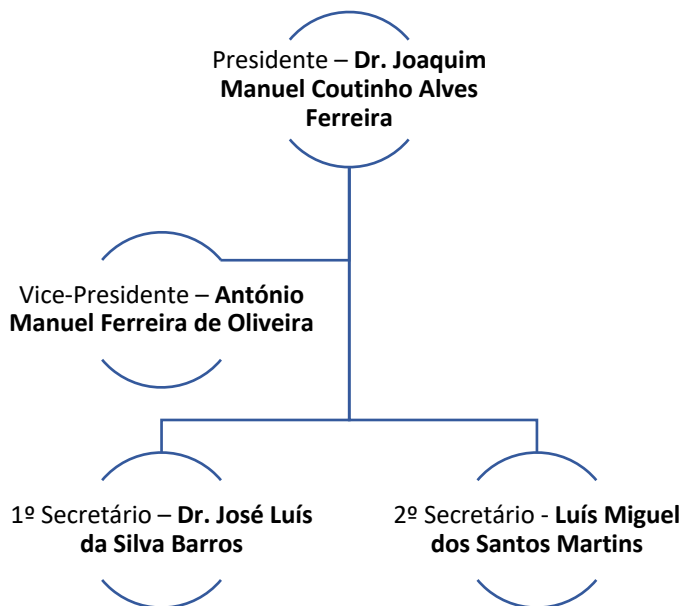 Presidente – Dr. Joaquim
Manuel Coutinho Alves
Ferreira
Vice-Presidente – António
Manuel Ferreira de Oliveira
1º Secretário – Dr. José Luís
da Silva Barros
2º Secretário - Luís Miguel
dos Santos Martins